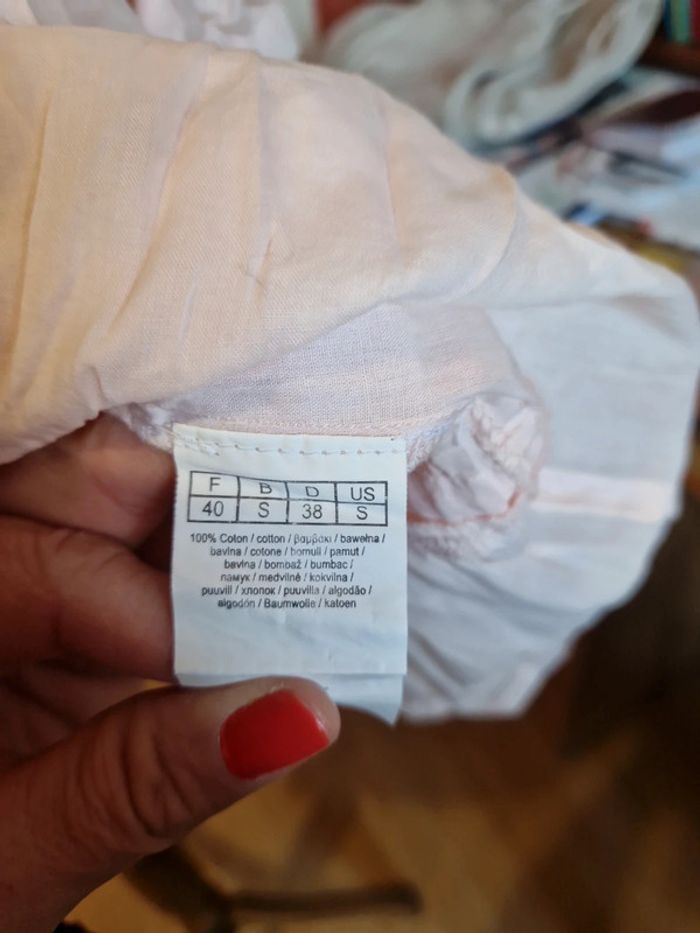 F B D US
40 S 38 S
100% Coton / cotton / βαμβάκι / bawełna /
bavlna / cotone / bomull / pamut /
bavlna / bombaž / bumbac /
памук / medvilnė / kokvilna /
puuvill / хлопок / puuvilla / algodão /
algodón / Baumwolle / katoen